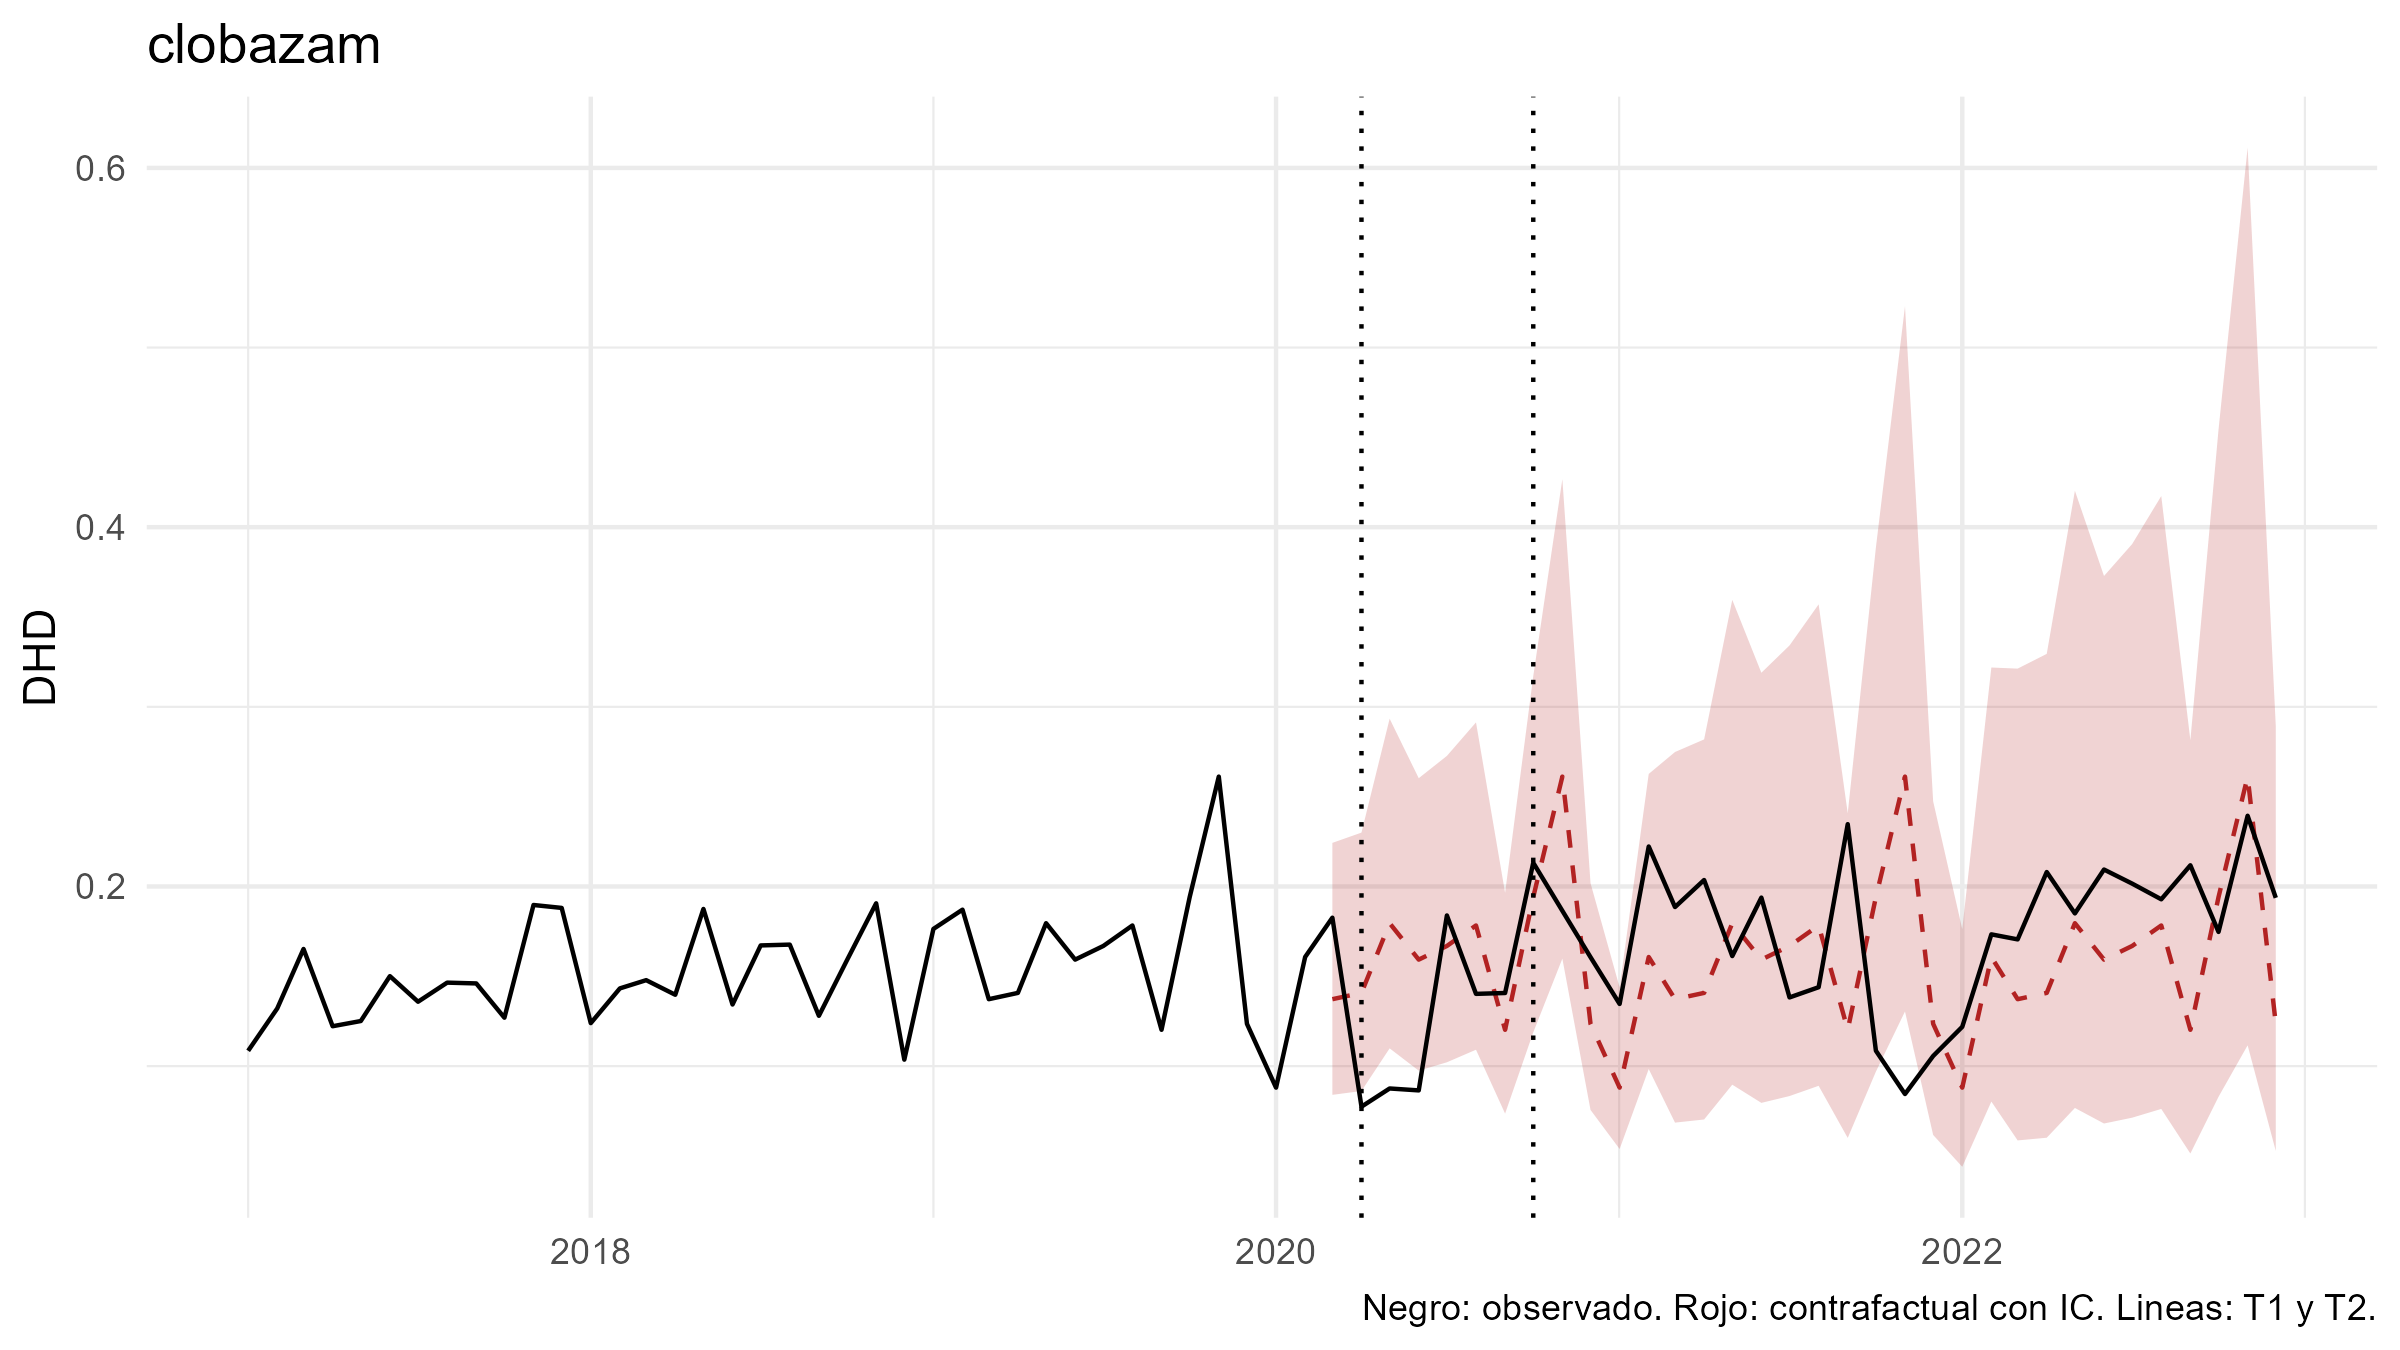 clobazam
0.6
0.4
0.2
DHD
2018 2020 2022
Negro: observado. Rojo: contrafactual con IC. Lineas: T1 y T2.